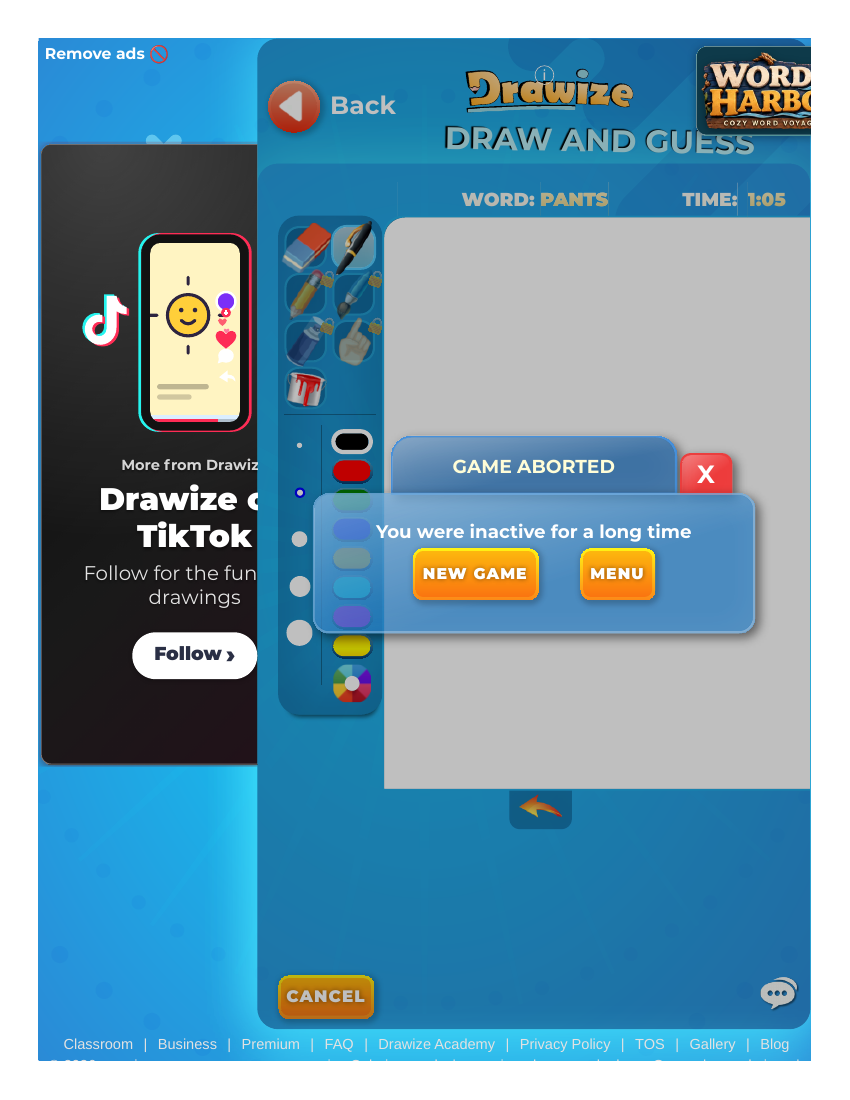 Remove ads
Back
Drawize
DRAW AND GUESS
WORD
HARBO
COZY WORD VOYAG
WORD: PANTS
TIME: 1:05
More from Drawiz
Drawize o
TikTok
Follow for the fun
drawings
Follow ›
GAME ABORTED
X
You were inactive for a long time
NEW GAME
MENU
CANCEL
Classroom | Business | Premium | FAQ | Drawize Academy | Privacy Policy | TOS | Gallery | Blog